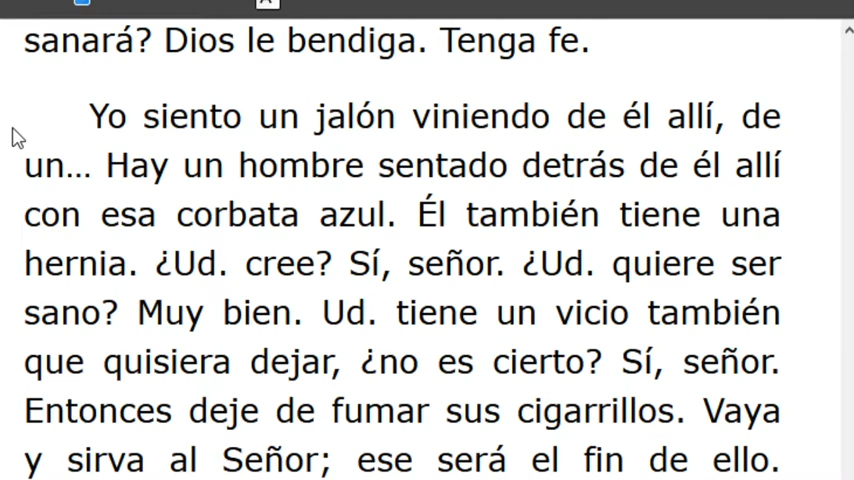 sanará? Dios le bendiga. Tenga fe.
Yo siento un jalón viniendo de él allí, de
un... Hay un hombre sentado detrás de él allí
con esa corbata azul. Él también tiene una
hernia. ¿Ud. cree? Sí, señor. ¿Ud. quiere ser
sano? Muy bien. Ud. tiene un vicio también
que quisiera dejar, ¿no es cierto? Sí, señor.
Entonces deje de fumar sus cigarrillos. Vaya
y sirva al Señor; ese será el fin de ello.